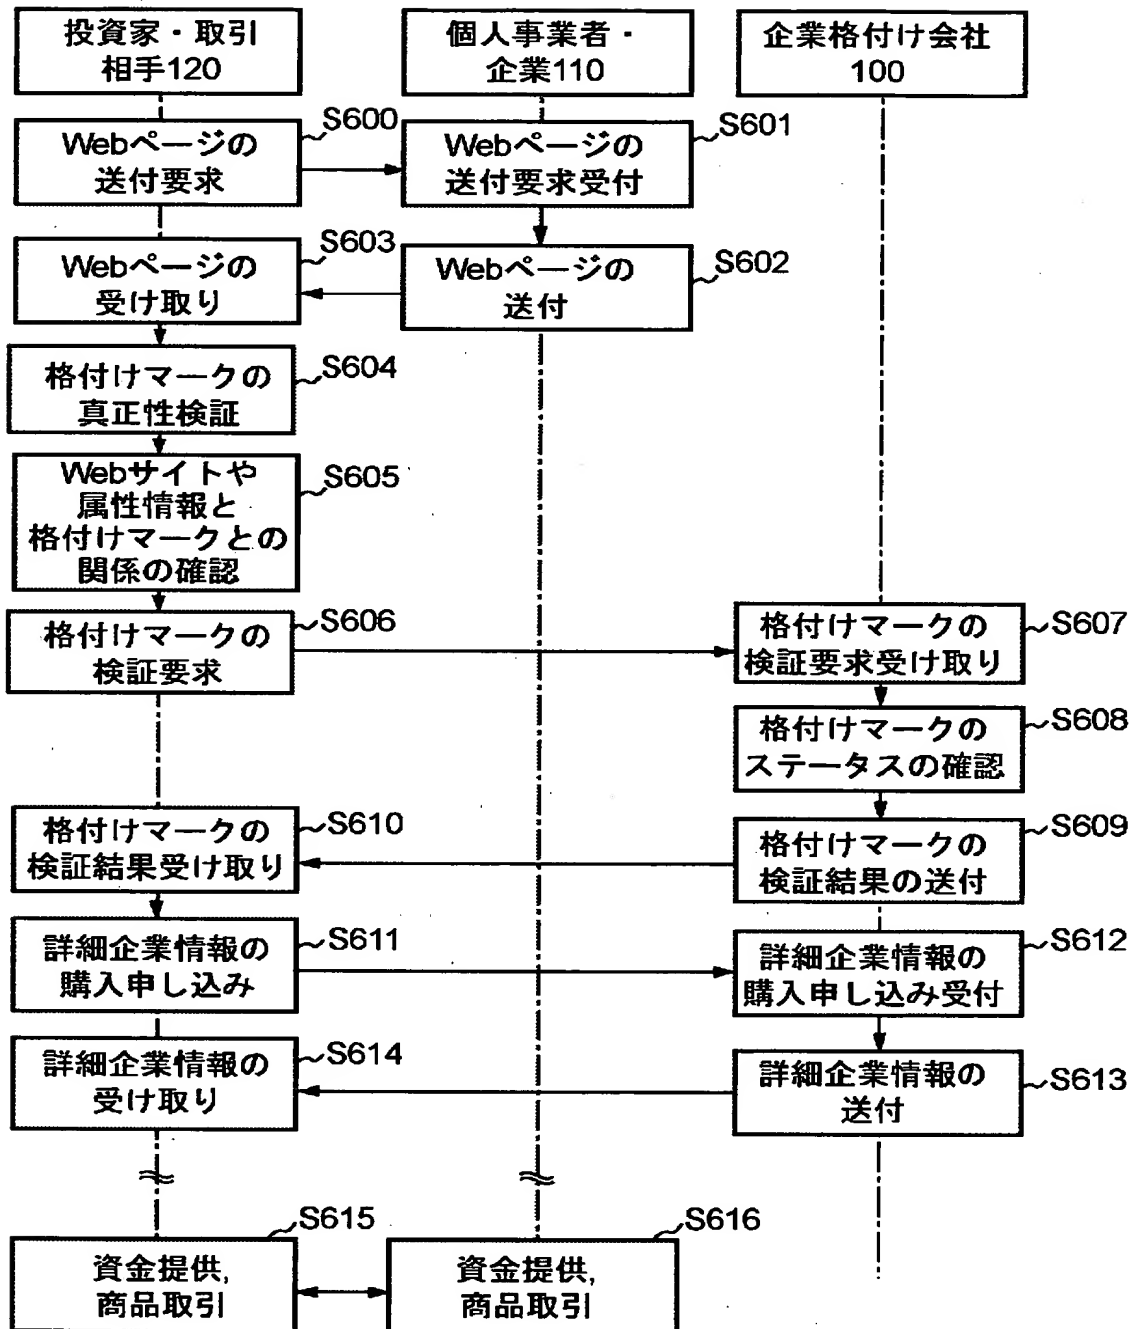 投資家・取引
相手120
個人事業者・
企業110
企業格付け会社
100
S600
Webページの
送付要求
S601
Webページの
送付要求受付
S603
Webページの
受け取り
S602
Webページの
送付
S604
格付けマークの
真正性検証
S605
Webサイトや
属性情報と
格付けマークとの
関係の確認
S606
格付けマークの
検証要求
S607
格付けマークの
検証要求受け取り
S608
格付けマークの
ステータスの確認
S610
格付けマークの
検証結果受け取り
S609
格付けマークの
検証結果の送付
S611
詳細企業情報の
購入申し込み
S612
詳細企業情報の
購入申し込み受付
S614
詳細企業情報の
受け取り
S613
詳細企業情報の
送付
S615
資金提供,
商品取引
S616
資金提供,
商品取引